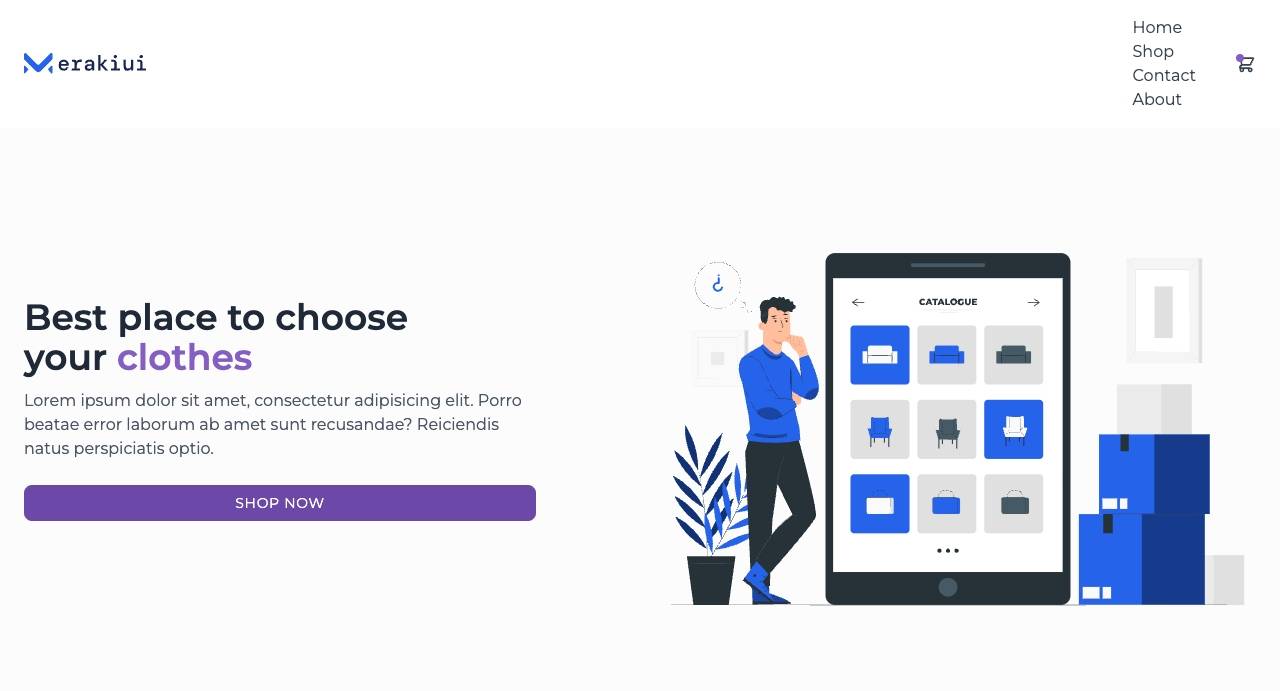 erakiui
Home
Shop
Contact
About
Best place to choose
your clothes
Lorem ipsum dolor sit amet, consectetur adipisicing elit. Porro
beatae error laborum ab amet sunt recusandae? Reiciendis
natus perspiciatis optio.
SHOP NOW
CATALOGUE